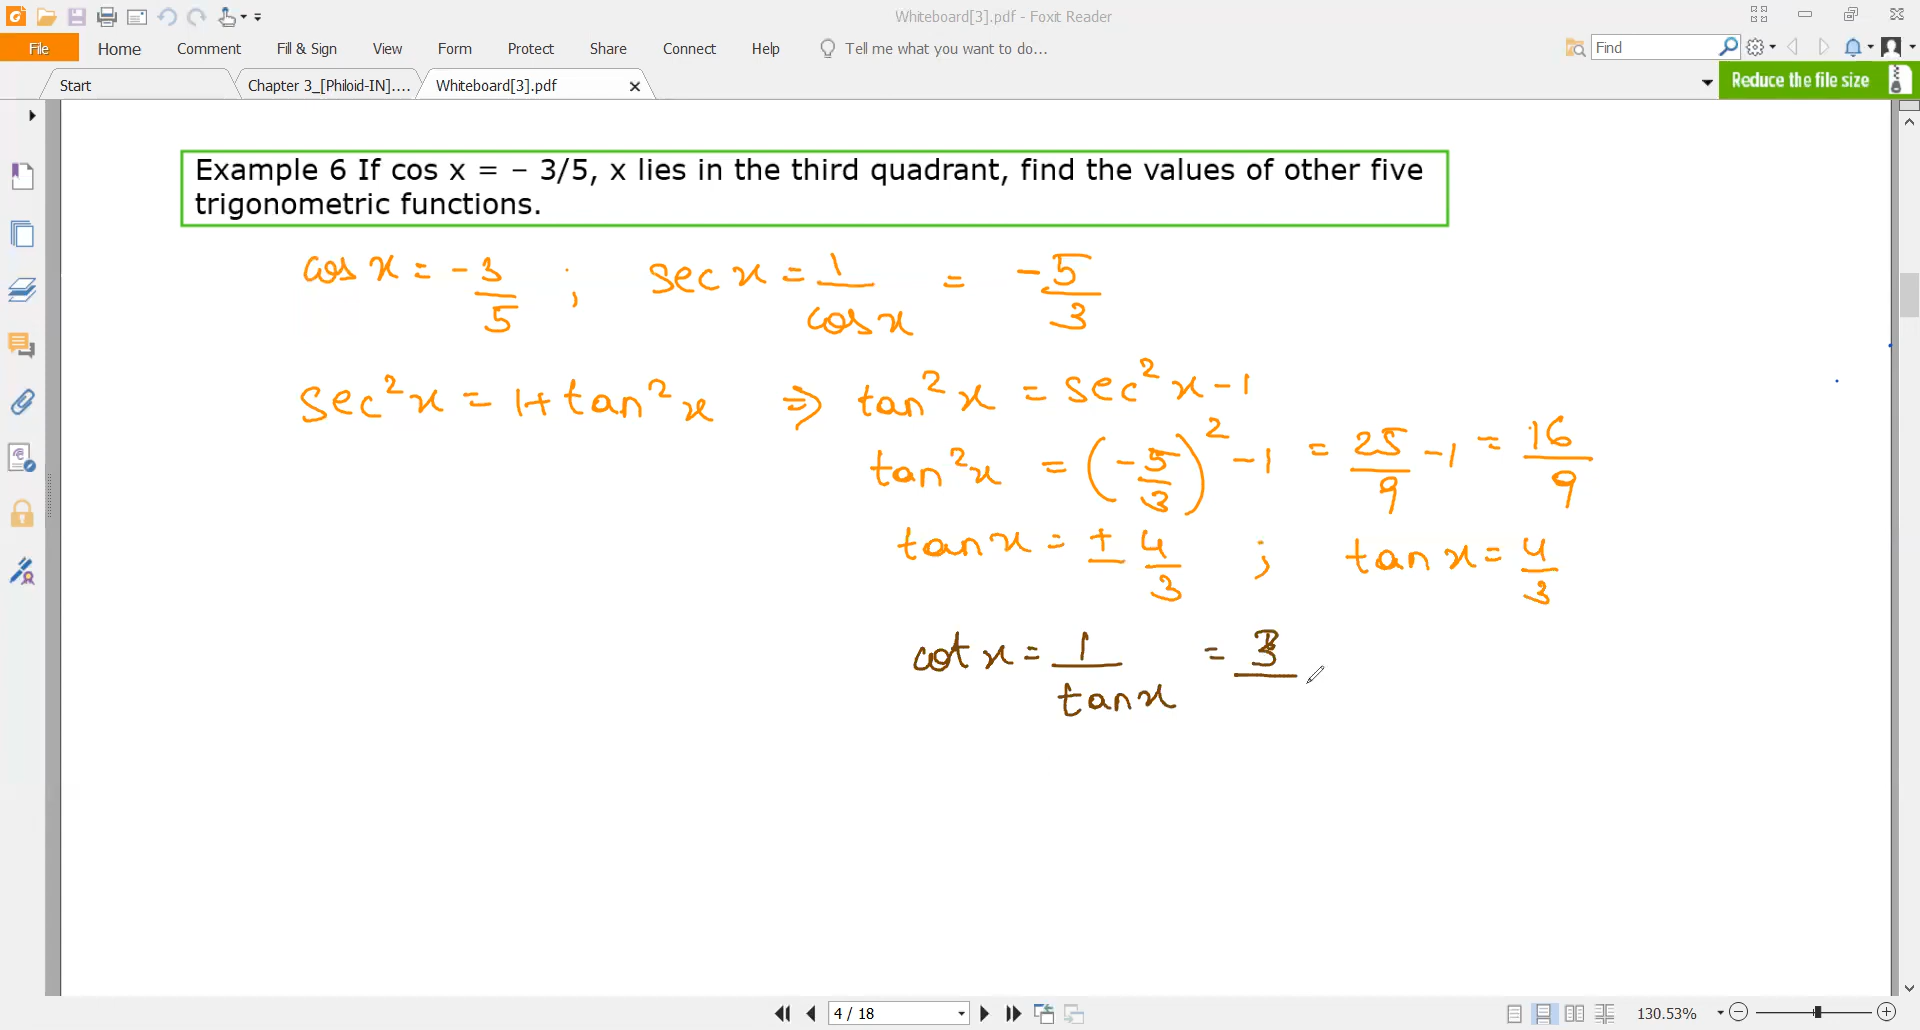 Whiteboard[3].pdf - Foxit Reader
File Home Comment Fill & Sign View Form Protect Share Connect Help Tell me what you want to do... Find
Start Chapter 3_[Philoid-IN].... Whiteboard[3].pdf Reduce the file size
Example 6 If cos x = – 3/5, x lies in the third quadrant, find the values of other five
trigonometric functions.
cos x = -3/5 ; sec x = 1/cos x = -5/3
sec²x = 1+tan²x ⇒ tan²x = sec²x-1
tan²x = (-5/3)² -1 = 25/9 -1 = 16/9
tan x = ± 4/3 ; tan x = 4/3
cot x = 1/tan x = 3
4 / 18 130.53%